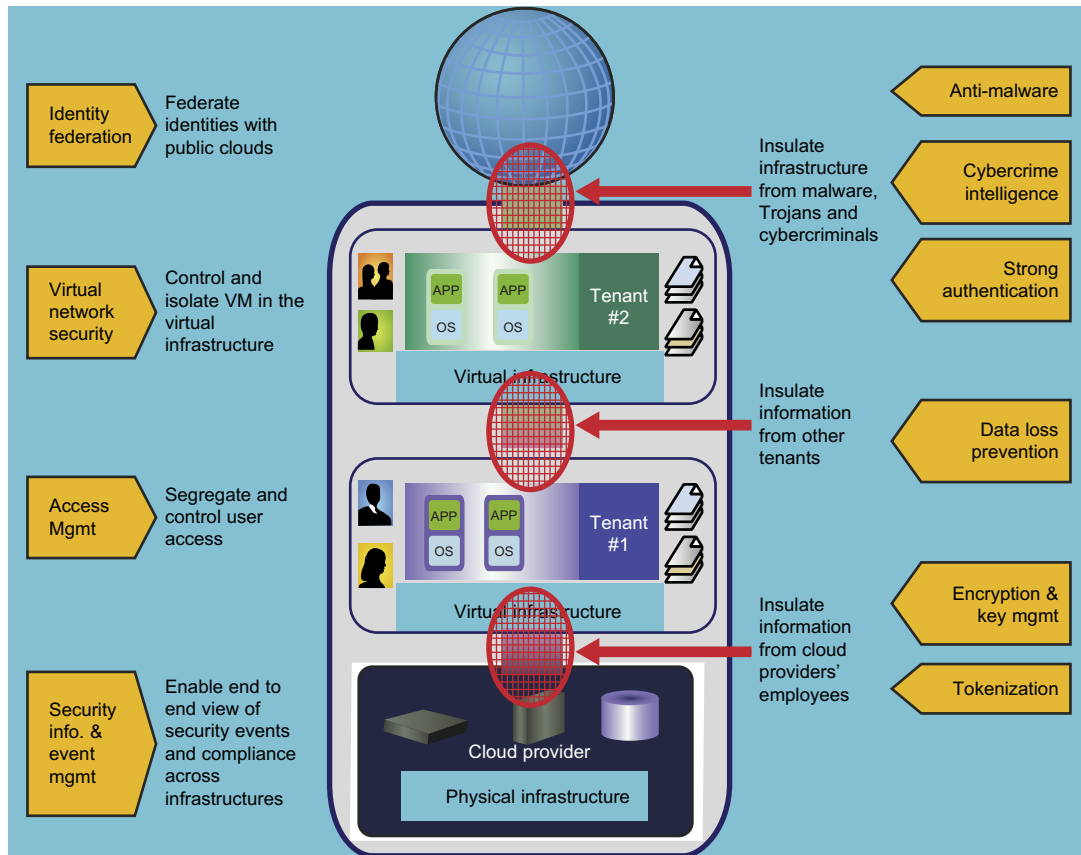 Identity
federation
Federate
identities with
public clouds
Virtual
network
security
Control and
isolate VM in the
virtual
infrastructure
Access
Mgmt
Segregate and
control user
access
Security
info. &
event
mgmt
Enable end to
end view of
security events
and compliance
across
infrastructures
APP
OS
APP
OS
Tenant
#2
Virtual infrastructure
APP
OS
APP
OS
Tenant
#1
Virtual infrastructure
Cloud provider
Physical infrastructure
Insulate
infrastructure
from malware,
Trojans and
cybercriminals
Insulate
information
from other
tenants
Insulate
information
from cloud
providers’
employees
Anti-malware
Cybercrime
intelligence
Strong
authentication
Data loss
prevention
Encryption &
key mgmt
Tokenization